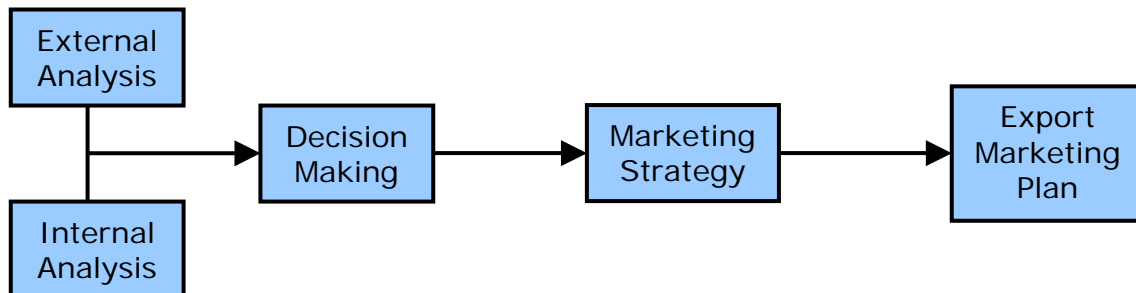 External
Analysis
Internal
Analysis
Decision
Making
Marketing
Strategy
Export
Marketing
Plan